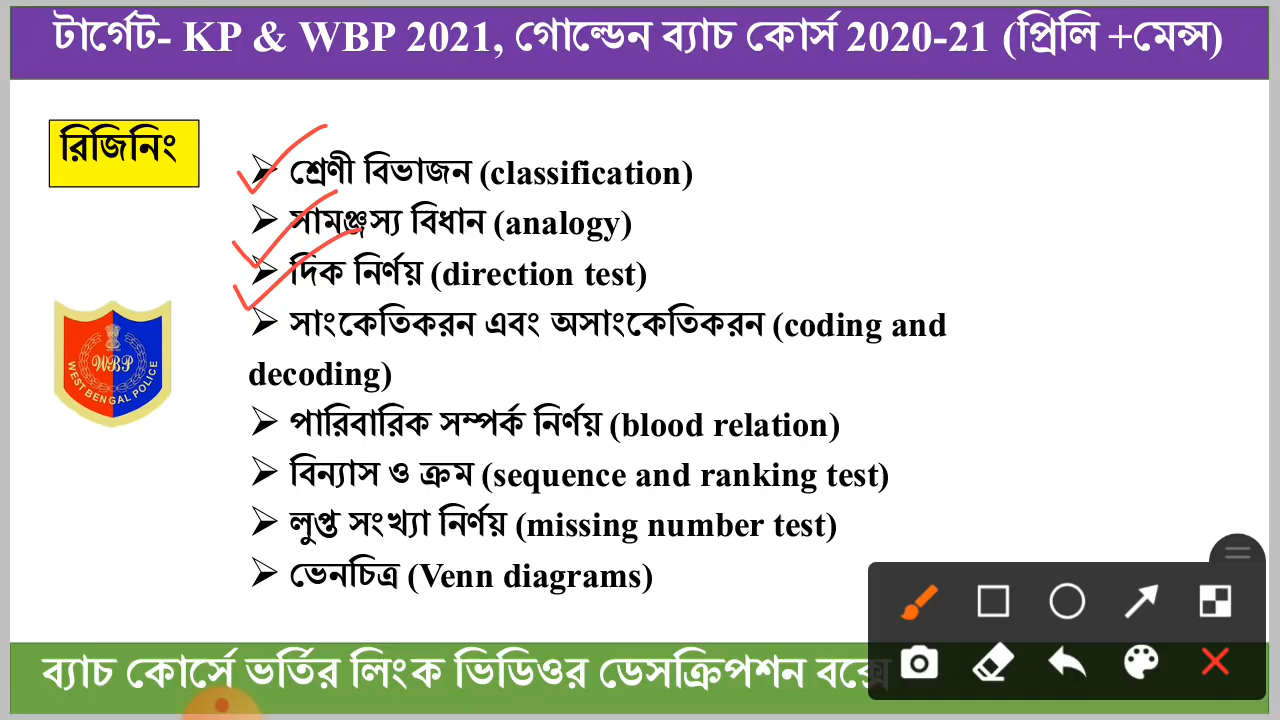 টার্গেট- KP & WBP 2021, গোল্ডেন ব্যাচ কোর্স 2020-21 (প্রিলি +মেন্স)
রিজিনিং
➢ শ্রেণী বিভাজন (classification)
➢ সামঞ্জস্য বিধান (analogy)
➢ দিক নির্ণয় (direction test)
➢ সাংকেতিকরন এবং অসাংকেতিকরন (coding and
decoding)
➢ পারিবারিক সম্পর্ক নির্ণয় (blood relation)
➢ বিন্যাস ও ক্রম (sequence and ranking test)
➢ লুপ্ত সংখ্যা নির্ণয় (missing number test)
➢ ভেনচিত্র (Venn diagrams)
WBP
WEST BENGAL POLICE
ব্যাচ কোর্সে ভর্তির লিংক ভিডিওর ডেসক্রিপশন বক্সে